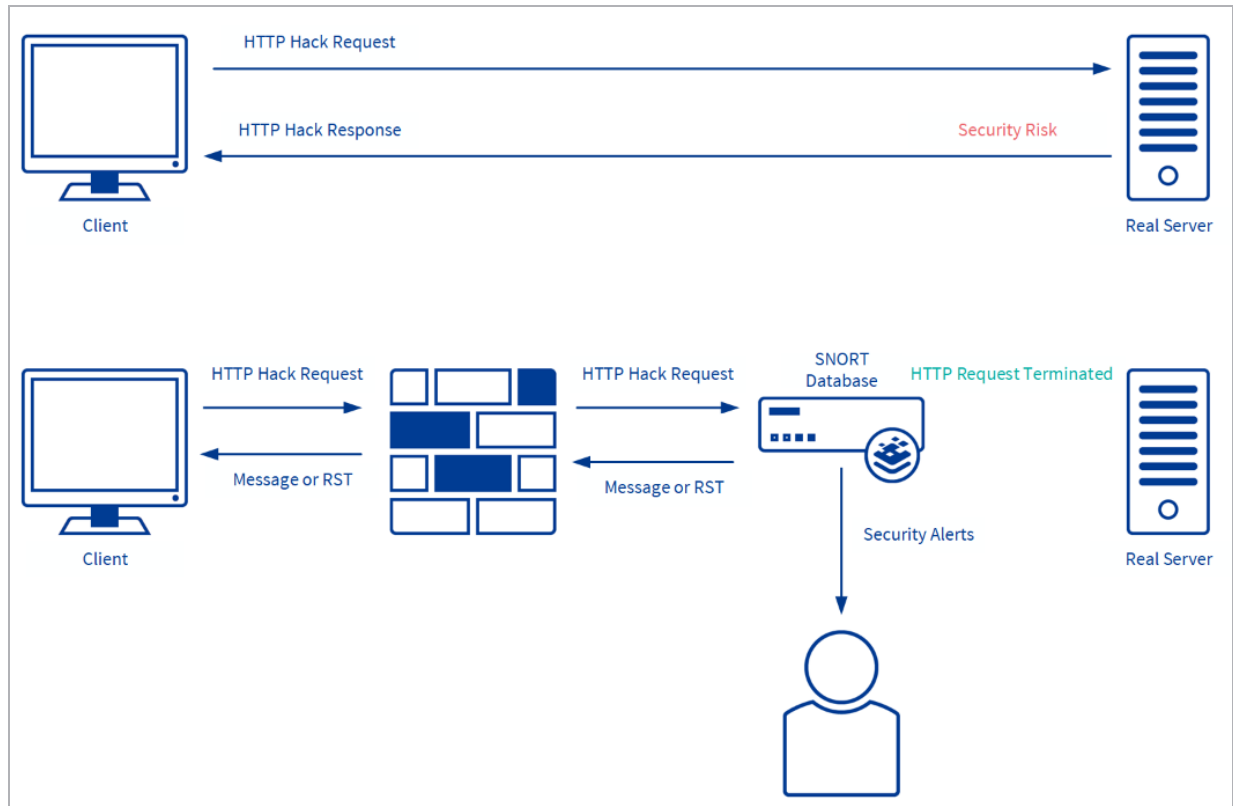 HTTP Hack Request
HTTP Hack Response
Security Risk
Client
Real Server
HTTP Hack Request
HTTP Hack Request
SNORT
Database
HTTP Request Terminated
Message or RST
Message or RST
Security Alerts
Client
Real Server